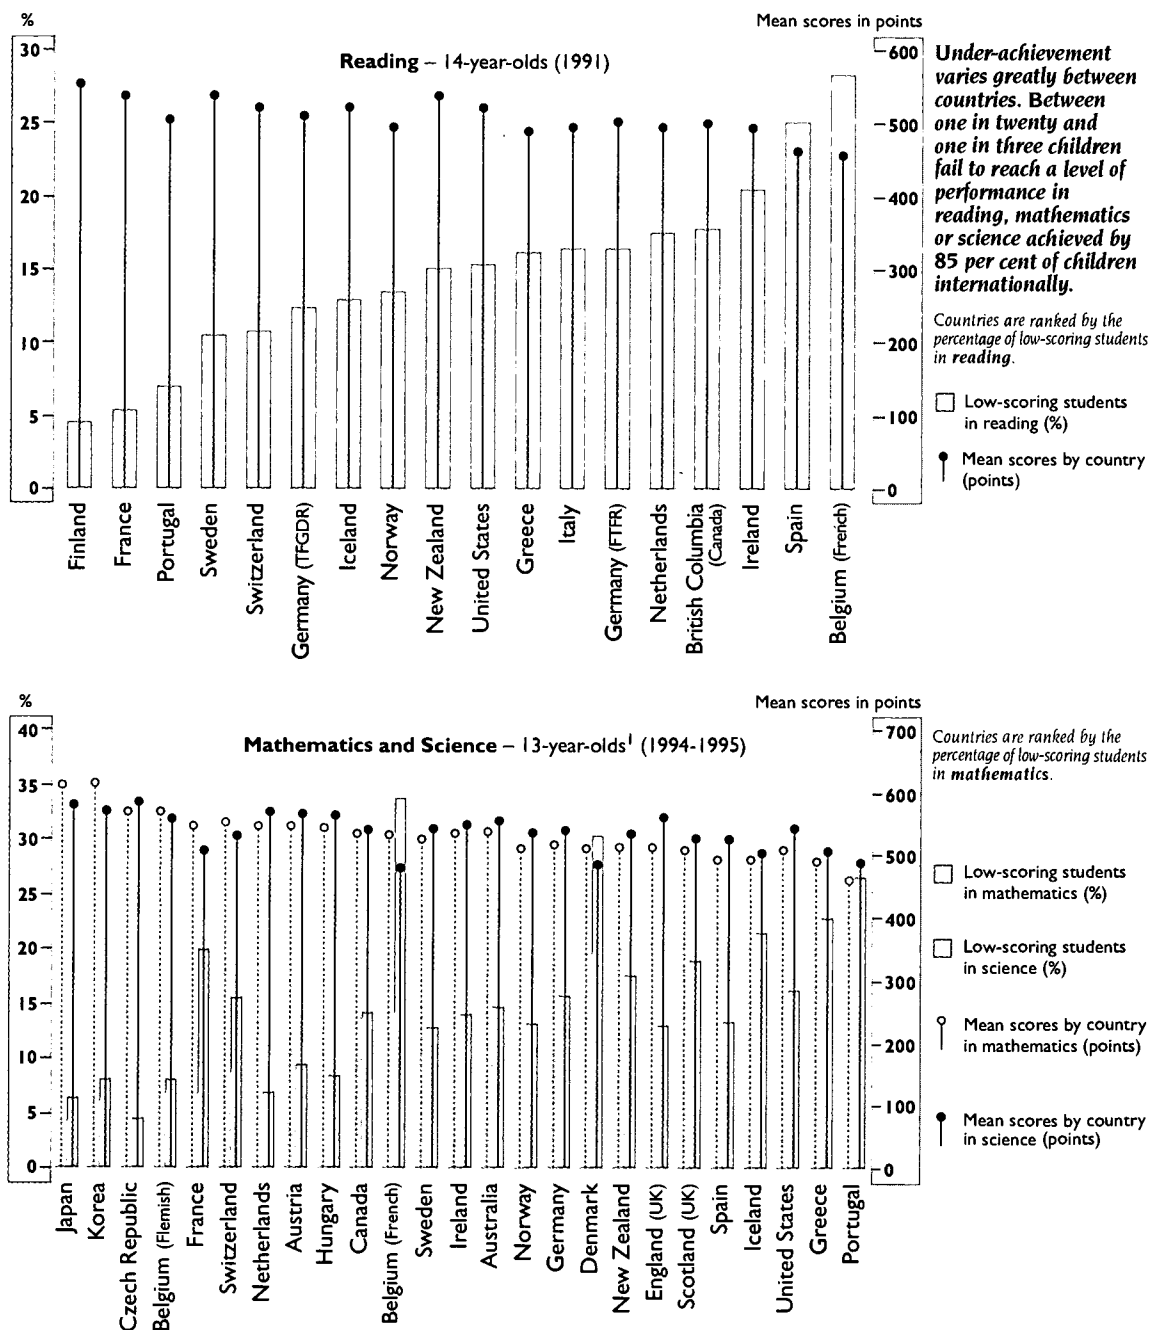 %
Mean scores in points
Reading – 14-year-olds (1991)
30
25
20
15
10
5
0
600
500
400
300
200
100
0
Finland
France
Portugal
Sweden
Switzerland
Germany (TFGDR)
Iceland
Norway
New Zealand
United States
Greece
Italy
Germany (FTFR)
Netherlands
British Columbia
(Canada)
Ireland
Spain
Belgium (French)
Under-achievement
varies greatly between
countries. Between
one in twenty and
one in three children
fail to reach a level of
performance in
reading, mathematics
or science achieved by
85 per cent of children
internationally.
Countries are ranked by the
percentage of low-scoring students
in reading.
Low-scoring students
in reading (%)
Mean scores by country
(points)
%
Mean scores in points
Mathematics and Science – 13-year-olds¹ (1994-1995)
40
35
30
25
20
15
10
5
0
700
600
500
400
300
200
100
0
Japan
Korea
Czech Republic
Belgium (Flemish)
France
Switzerland
Netherlands
Austria
Hungary
Canada
Belgium (French)
Sweden
Ireland
Australia
Norway
Germany
Denmark
New Zealand
England (UK)
Scotland (UK)
Spain
Iceland
United States
Greece
Portugal
Countries are ranked by the
percentage of low-scoring students
in mathematics.
Low-scoring students
in mathematics (%)
Low-scoring students
in science (%)
Mean scores by country
in mathematics (points)
Mean scores by country
in science (points)